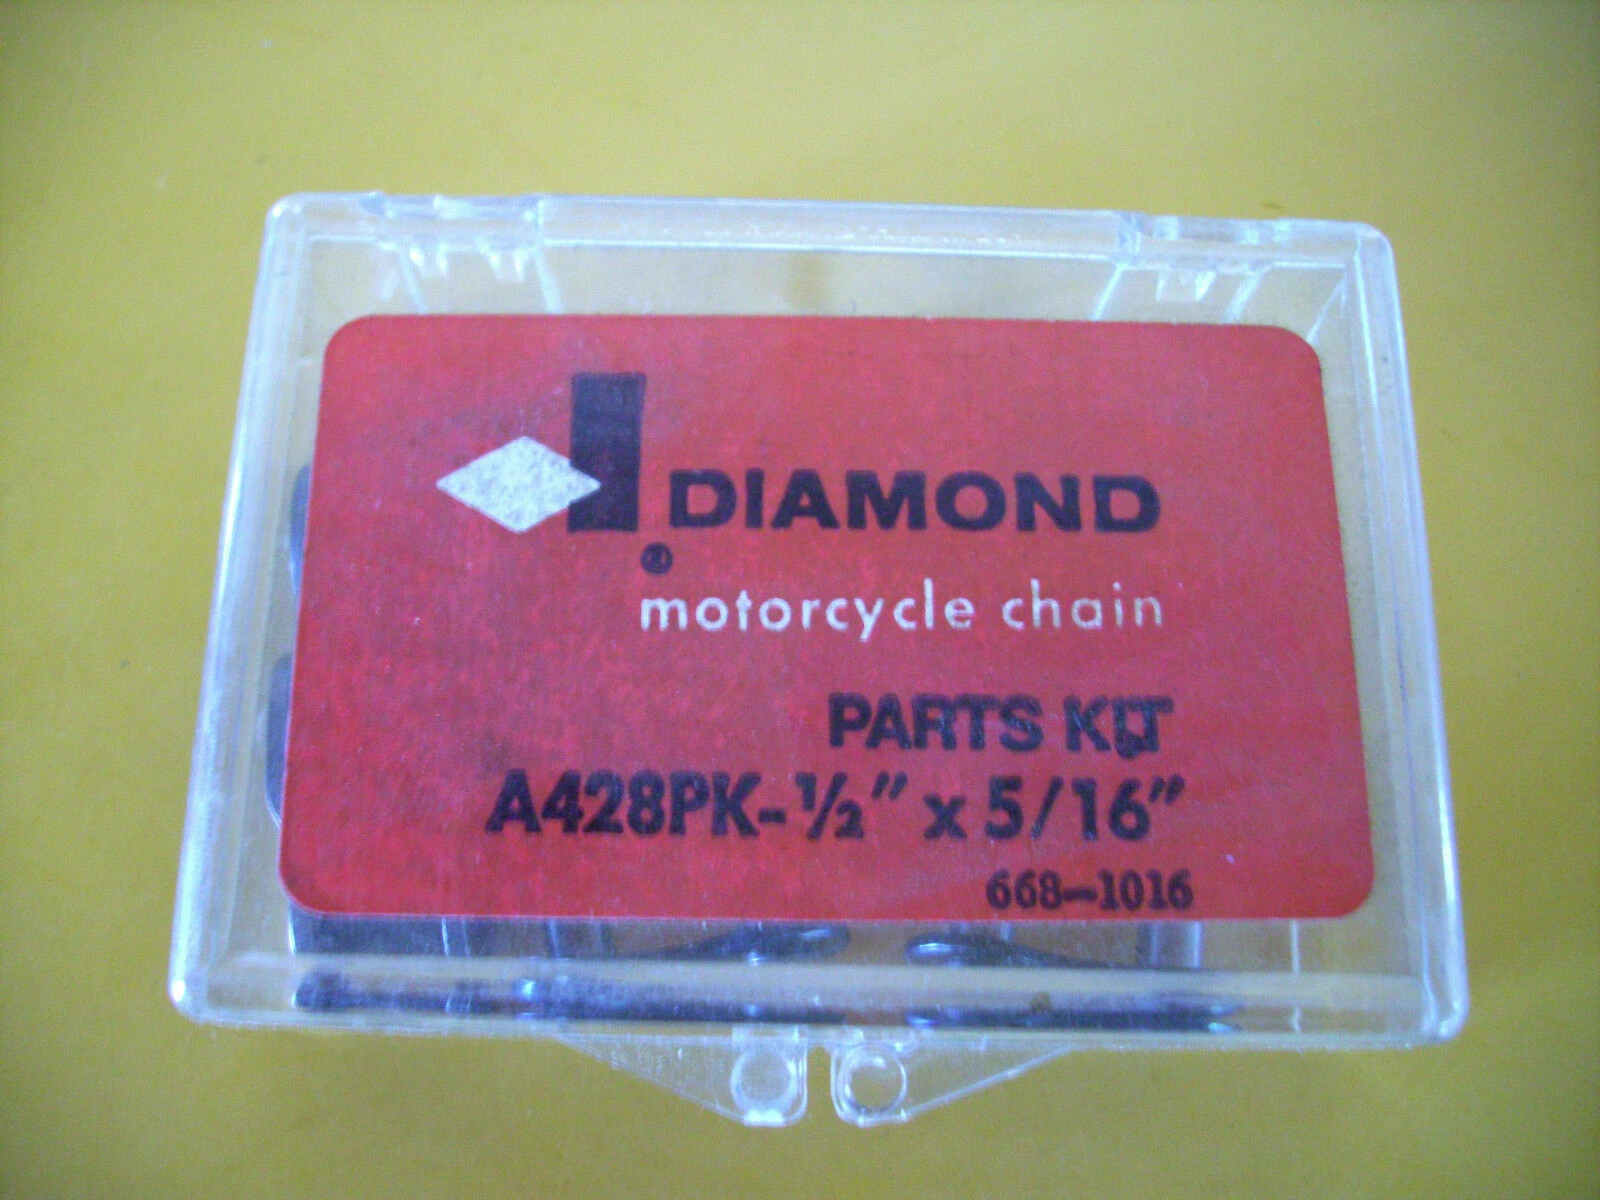 DIAMOND
®
motorcycle chain
PARTS KIT
A428PK-½" x 5/16"
668-1016